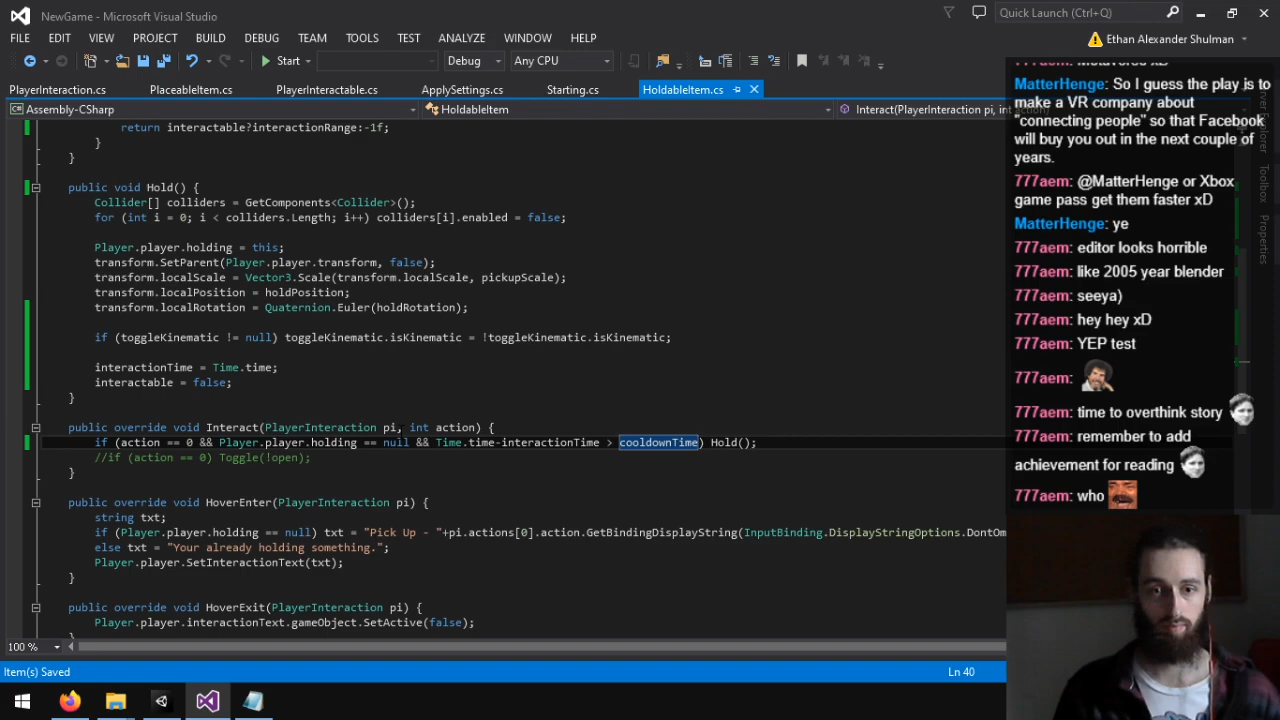 NewGame - Microsoft Visual Studio
Quick Launch (Ctrl+Q)
FILE EDIT VIEW PROJECT BUILD DEBUG TEAM TOOLS TEST ANALYZE WINDOW HELP
Ethan Alexander Shulman
Start Debug Any CPU
PlayerInteraction.cs PlaceableItem.cs PlayerInteractable.cs ApplySettings.cs Starting.cs HoldableItem.cs
Assembly-CSharp HoldableItem Interact(PlayerInteraction pi, int action)
return interactable?interactionRange:-1f;
}
}
public void Hold() {
Collider[] colliders = GetComponents<Collider>();
for (int i = 0; i < colliders.Length; i++) colliders[i].enabled = false;
Player.player.holding = this;
transform.SetParent(Player.player.transform, false);
transform.localScale = Vector3.Scale(transform.localScale, pickupScale);
transform.localPosition = holdPosition;
transform.localRotation = Quaternion.Euler(holdRotation);
if (toggleKinematic != null) toggleKinematic.isKinematic = !toggleKinematic.isKinematic;
interactionTime = Time.time;
interactable = false;
}
public override void Interact(PlayerInteraction pi, int action) {
if (action == 0 && Player.player.holding == null && Time.time-interactionTime > cooldownTime) Hold();
//if (action == 0) Toggle(!open);
}
public override void HoverEnter(PlayerInteraction pi) {
string txt;
if (Player.player.holding == null) txt = "Pick Up - "+pi.actions[0].action.GetBindingDisplayString(InputBinding.DisplayStringOptions.DontOm
else txt = "Your already holding something.";
Player.player.SetInteractionText(txt);
}
public override void HoverExit(PlayerInteraction pi) {
Player.player.interactionText.gameObject.SetActive(false);
100 %
Item(s) Saved
Ln 40
Toolbox
Properties
MatterHenge: So I guess the play is to
make a VR company about
"connecting people" so that Facebook
will buy you out in the next couple of
years.
777aem: @MatterHenge or Xbox
game pass get them faster xD
MatterHenge: ye
777aem: editor looks horrible
777aem: like 2005 year blender
777aem: seeya)
777aem: hey hey xD
777aem: YEP test
777aem:
777aem: time to overthink story
777aem: remember to add
achievement for reading
777aem: who